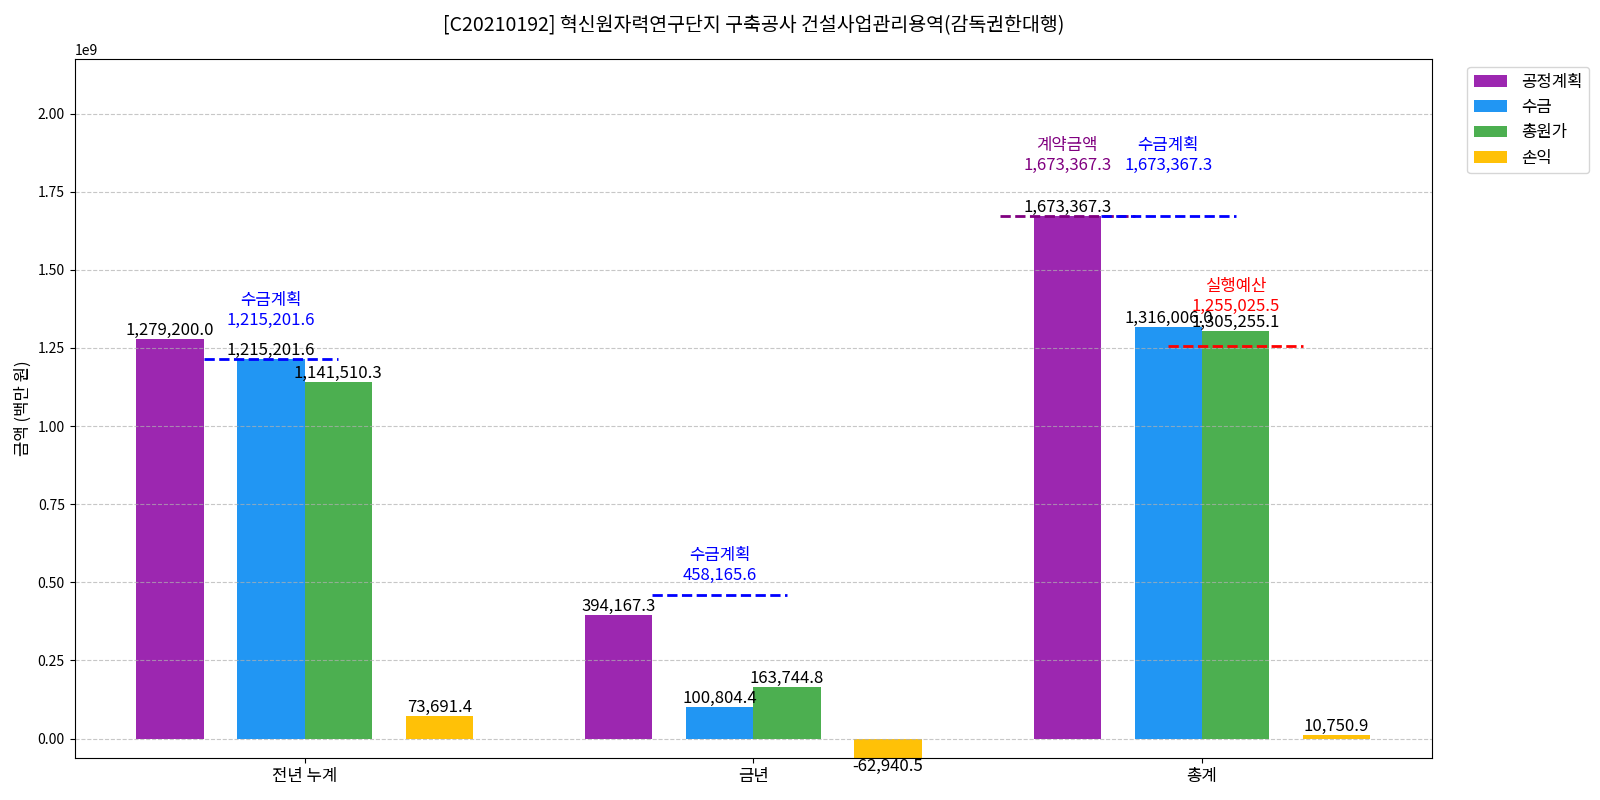 [C20210192] 혁신원자력연구단지 구축공사 건설사업관리용역(감독권한대행)
1e9
공정계획
수금
총원가
손익
금액 (백만 원)
2.00
1.75
1.50
1.25
1.00
0.75
0.50
0.25
0.00
1,279,200.0
수금계획
1,215,201.6
1,215,201.6
1,141,510.3
73,691.4
394,167.3
수금계획
458,165.6
100,804.4
163,744.8
-62,940.5
계약금액
1,673,367.3
수금계획
1,673,367.3
1,673,367.3
실행예산
1,255,025.5
1,316,006.0
1,305,255.1
10,750.9
전년 누계
금년
총계